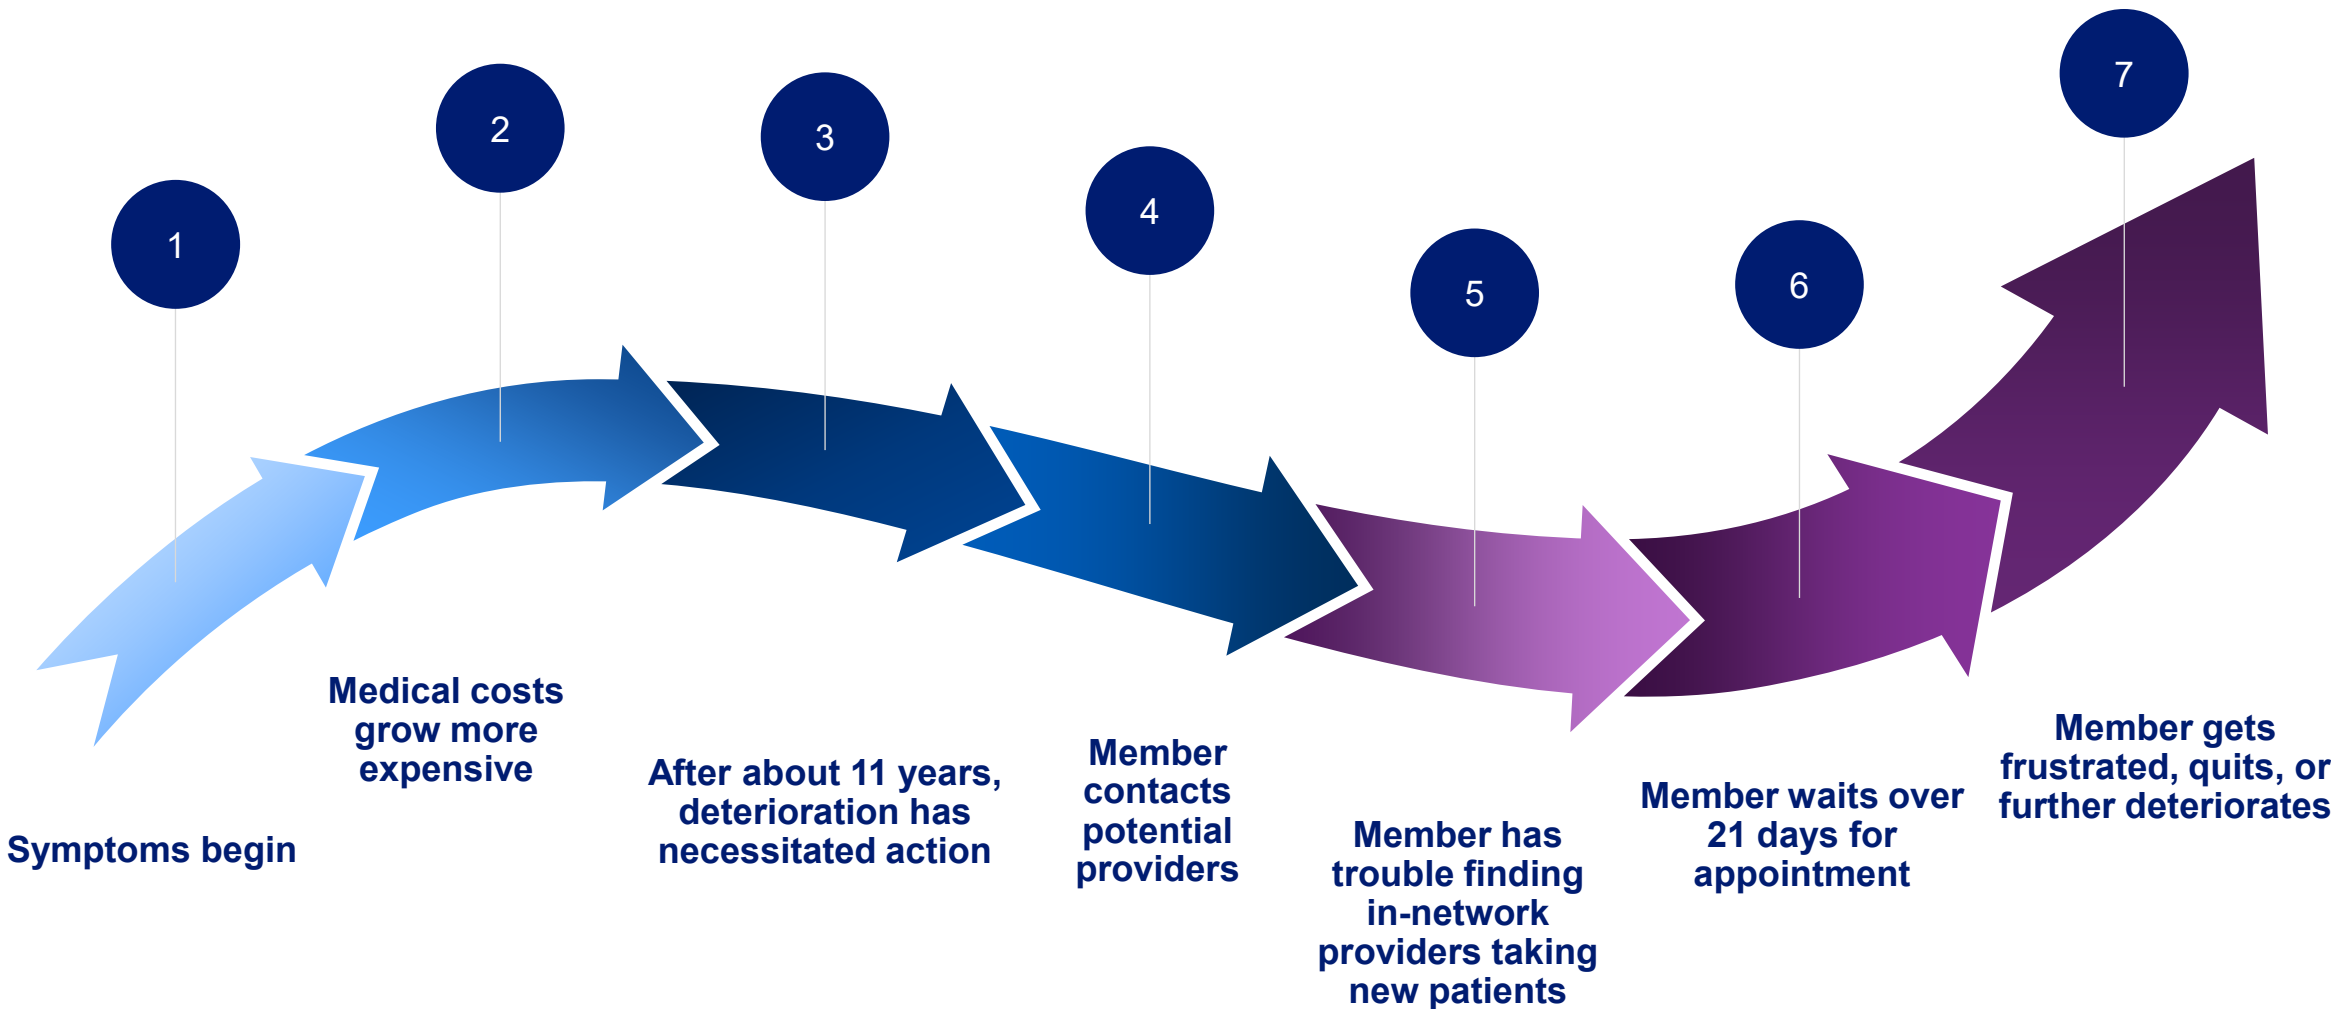 1
2
3
4
5
6
7
Symptoms begin
Medical costs
grow more
expensive
After about 11 years,
deterioration has
necessitated action
Member
contacts
potential
providers
Member has
trouble finding
in-network
providers taking
new patients
Member waits over
21 days for
appointment
Member gets
frustrated, quits, or
further deteriorates